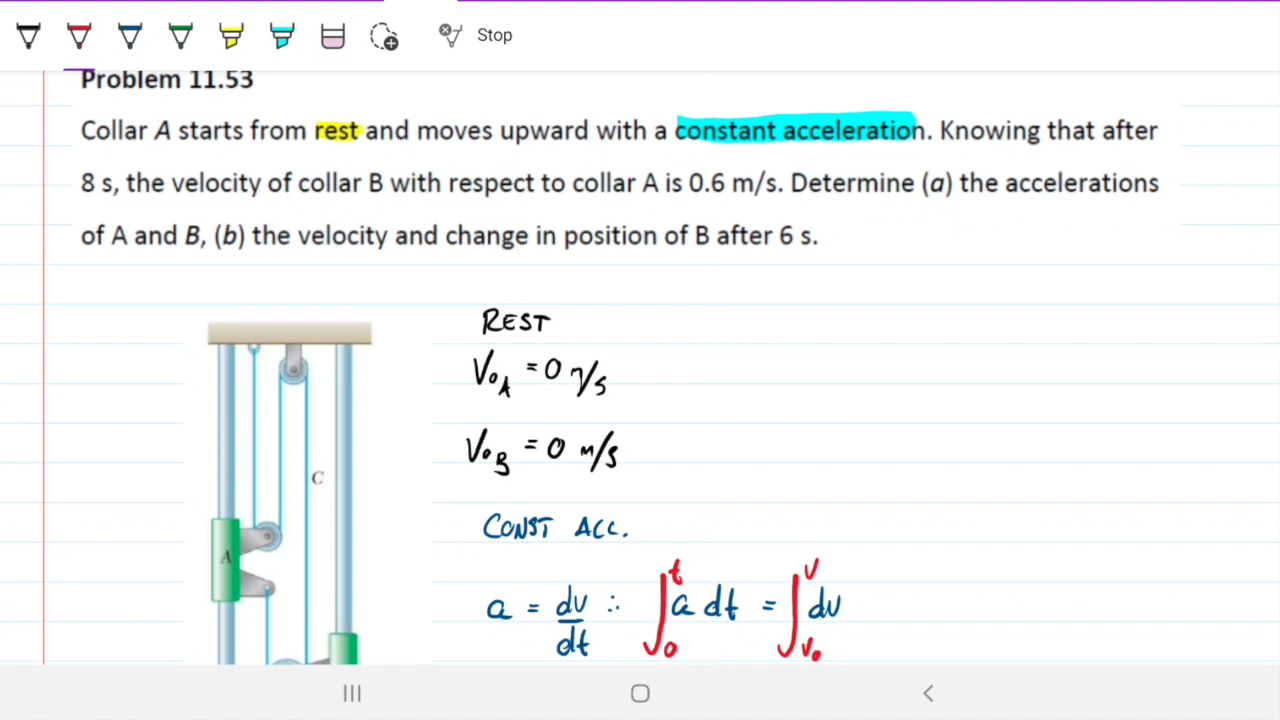 Stop
Problem 11.53
Collar A starts from rest and moves upward with a constant acceleration. Knowing that after
8 s, the velocity of collar B with respect to collar A is 0.6 m/s. Determine (a) the accelerations
of A and B, (b) the velocity and change in position of B after 6 s.
REST
V₀A = 0 m/s
V₀B = 0 m/s
C
CONST ACC.
A
a = dv/dt ∴ ∫₀ᵗ a dt = ∫ᵥ₀ᵛ dv